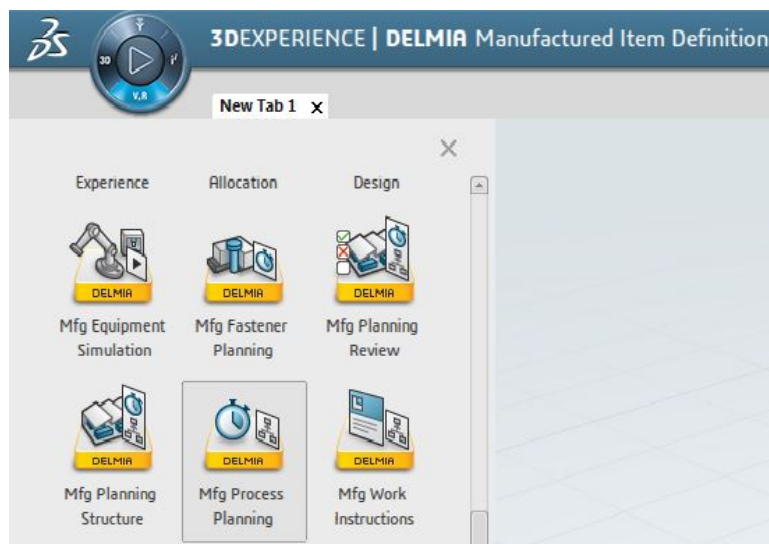 3DEXPERIENCE | DELMIA Manufactured Item Definition
3D
V,R
New Tab 1 x
Experience
Allocation
Design
DELMIA
Mfg Equipment
Simulation
DELMIA
Mfg Fastener
Planning
DELMIA
Mfg Planning
Review
DELMIA
Mfg Planning
Structure
DELMIA
Mfg Process
Planning
DELMIA
Mfg Work
Instructions